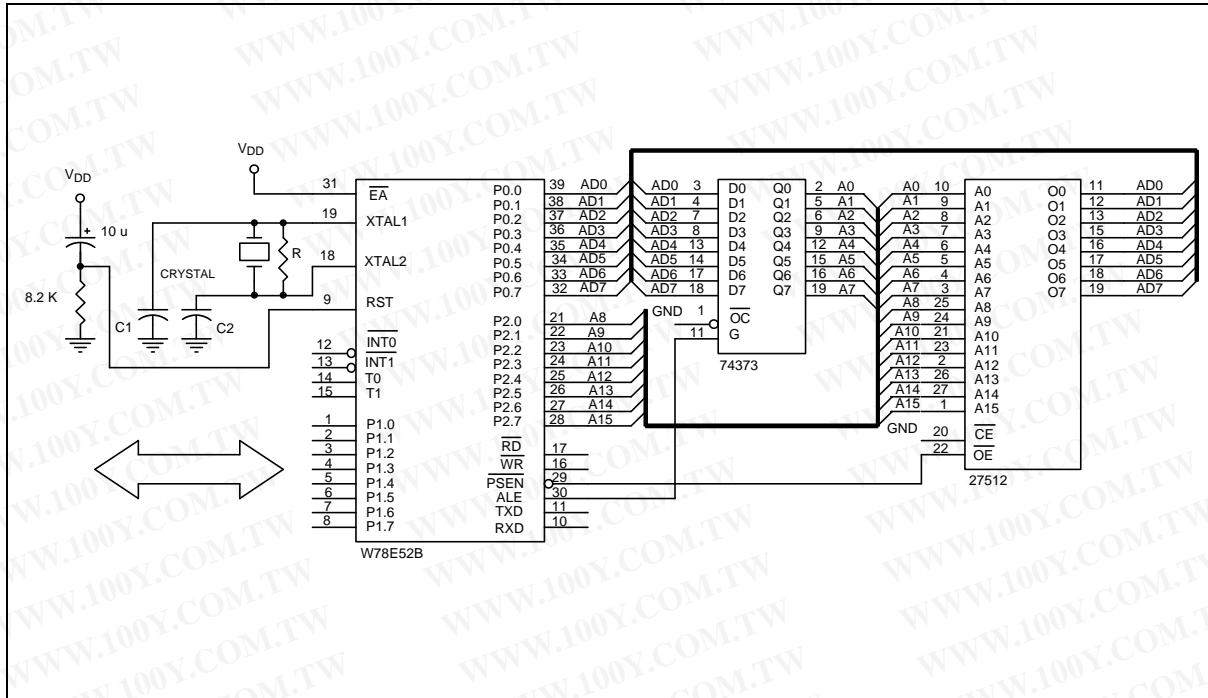 VDD
10 u
8.2 K
VDD
CRYSTAL
R
C1
C2
31 EA
19 XTAL1
18 XTAL2
9 RST
12 INT0
13 INT1
14 T0
15 T1
1 P1.0
2 P1.1
3 P1.2
4 P1.3
5 P1.4
6 P1.5
7 P1.6
8 P1.7
P0.0 39 AD0
P0.1 38 AD1
P0.2 37 AD2
P0.3 36 AD3
P0.4 35 AD4
P0.5 34 AD5
P0.6 33 AD6
P0.7 32 AD7
P2.0 21 A8
P2.1 22 A9
P2.2 23 A10
P2.3 24 A11
P2.4 25 A12
P2.5 26 A13
P2.6 27 A14
P2.7 28 A15
RD 17
WR 16
PSEN 29
ALE 30
TXD 11
RXD 10
W78E52B
AD0 3 D0 Q0 2 A0
AD1 4 D1 Q1 5 A1
AD2 7 D2 Q2 6 A2
AD3 8 D3 Q3 9 A3
AD4 13 D4 Q4 12 A4
AD5 14 D5 Q5 15 A5
AD6 17 D6 Q6 16 A6
AD7 18 D7 Q7 19 A7
GND 1 OC
11 G
74373
A0 10 A0 O0 11 AD0
A1 9 A1 O1 12 AD1
A2 8 A2 O2 13 AD2
A3 7 A3 O3 15 AD3
A4 6 A4 O4 16 AD4
A5 5 A5 O5 17 AD5
A6 4 A6 O6 18 AD6
A7 3 A7 O7 19 AD7
A8 25 A8
A9 24 A9
A10 21 A10
A11 23 A11
A12 2 A12
A13 26 A13
A14 27 A14
A15 1 A15
GND 20 CE
22 OE
27512
WWW.100Y.COM.TW